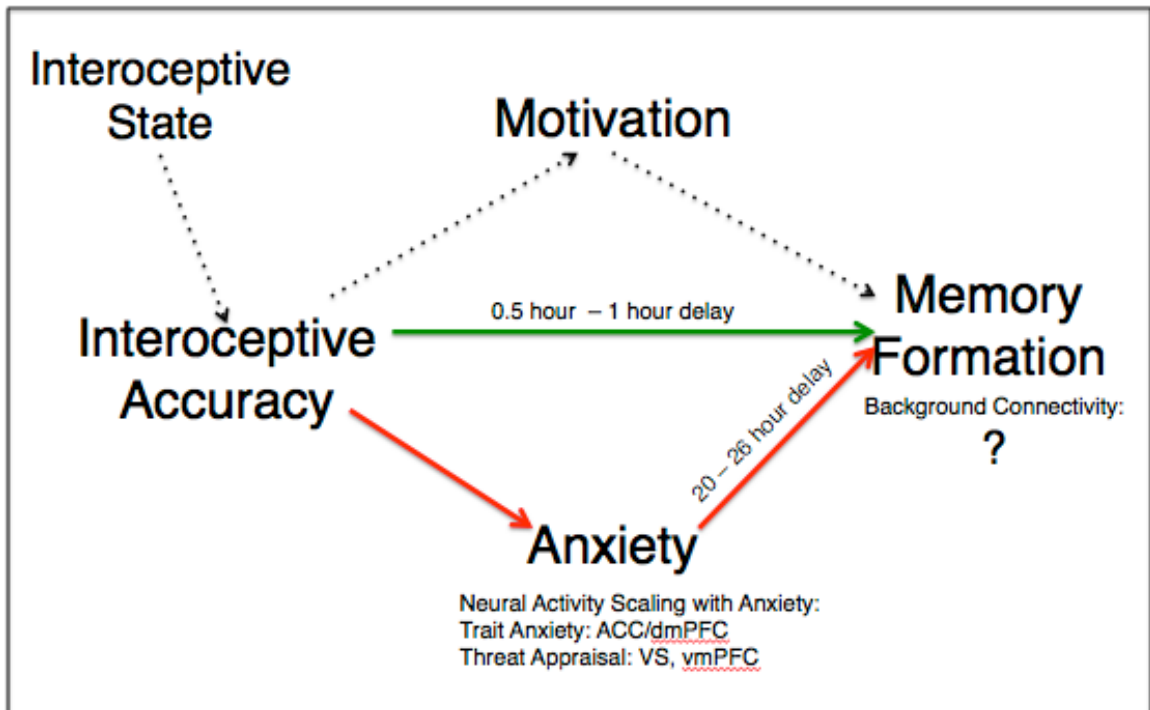 Interoceptive
State
Motivation
0.5 hour – 1 hour delay
Memory
Formation
Interoceptive
Accuracy
Background Connectivity:
?
20 – 26 hour delay
Anxiety
Neural Activity Scaling with Anxiety:
Trait Anxiety: ACC/dmPFC
Threat Appraisal: VS, vmPFC